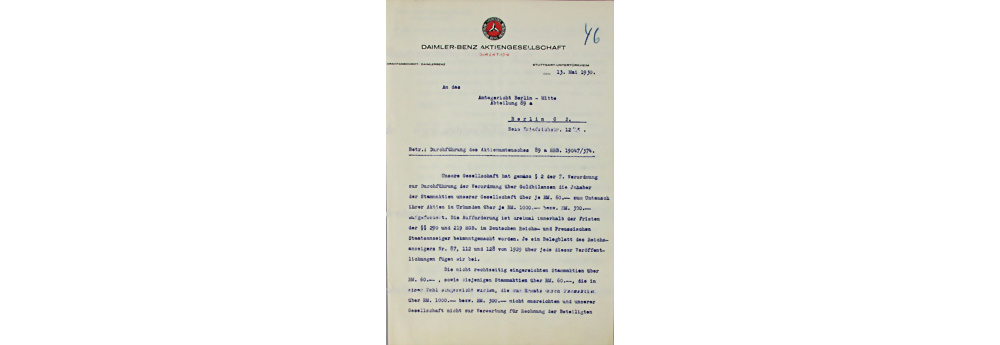 46
DAIMLER-BENZ AKTIENGESELLSCHAFT
DIREKTION
STUTTGART-UNTERTÜRKHEIM
13. Mai 1930.
An das
Amtsgericht Berlin - Mitte
Abteilung 89 a
Berlin C 2.
Neue Friedrichstr. 12
Betr.: Durchführung des Aktienumtausches 89 a HRB. 19047/374.
Unsere Gesellschaft hat gemäss § 2 der 7. Verordnung
zur Durchführung der Verordnung über Goldbilanzen die Inhaber
der Stammaktien unserer Gesellschaft über je RM. 60.-- zum Umtausch
ihrer Aktien in Urkunden über je RM. 1000.-- bezw. RM. 300.--
aufgefordert. Die Aufforderung ist dreimal innerhalb der Fristen
der §§ 290 und 219 HGB. im Deutschen Reichs- und Preussischen
Staatsanzeiger bekanntgemacht worden. Je ein Belegblatt des Reichs-
anzeigers Nr. 87, 112 und 128 von 1929 über jede dieser Veröffent-
lichungen fügen wir bei.
Die nicht rechtzeitig eingereichten Stammaktien über
RM. 60.-- , sowie diejenigen Stammaktien über RM. 60.--, die in
einer Zahl eingereicht wurden, die zum Ersatz durch Stammaktien
über RM. 1000.-- bezw. RM. 300.-- nicht ausreichten und unserer
Gesellschaft nicht zur Verwertung für Rechnung der Beteiligten